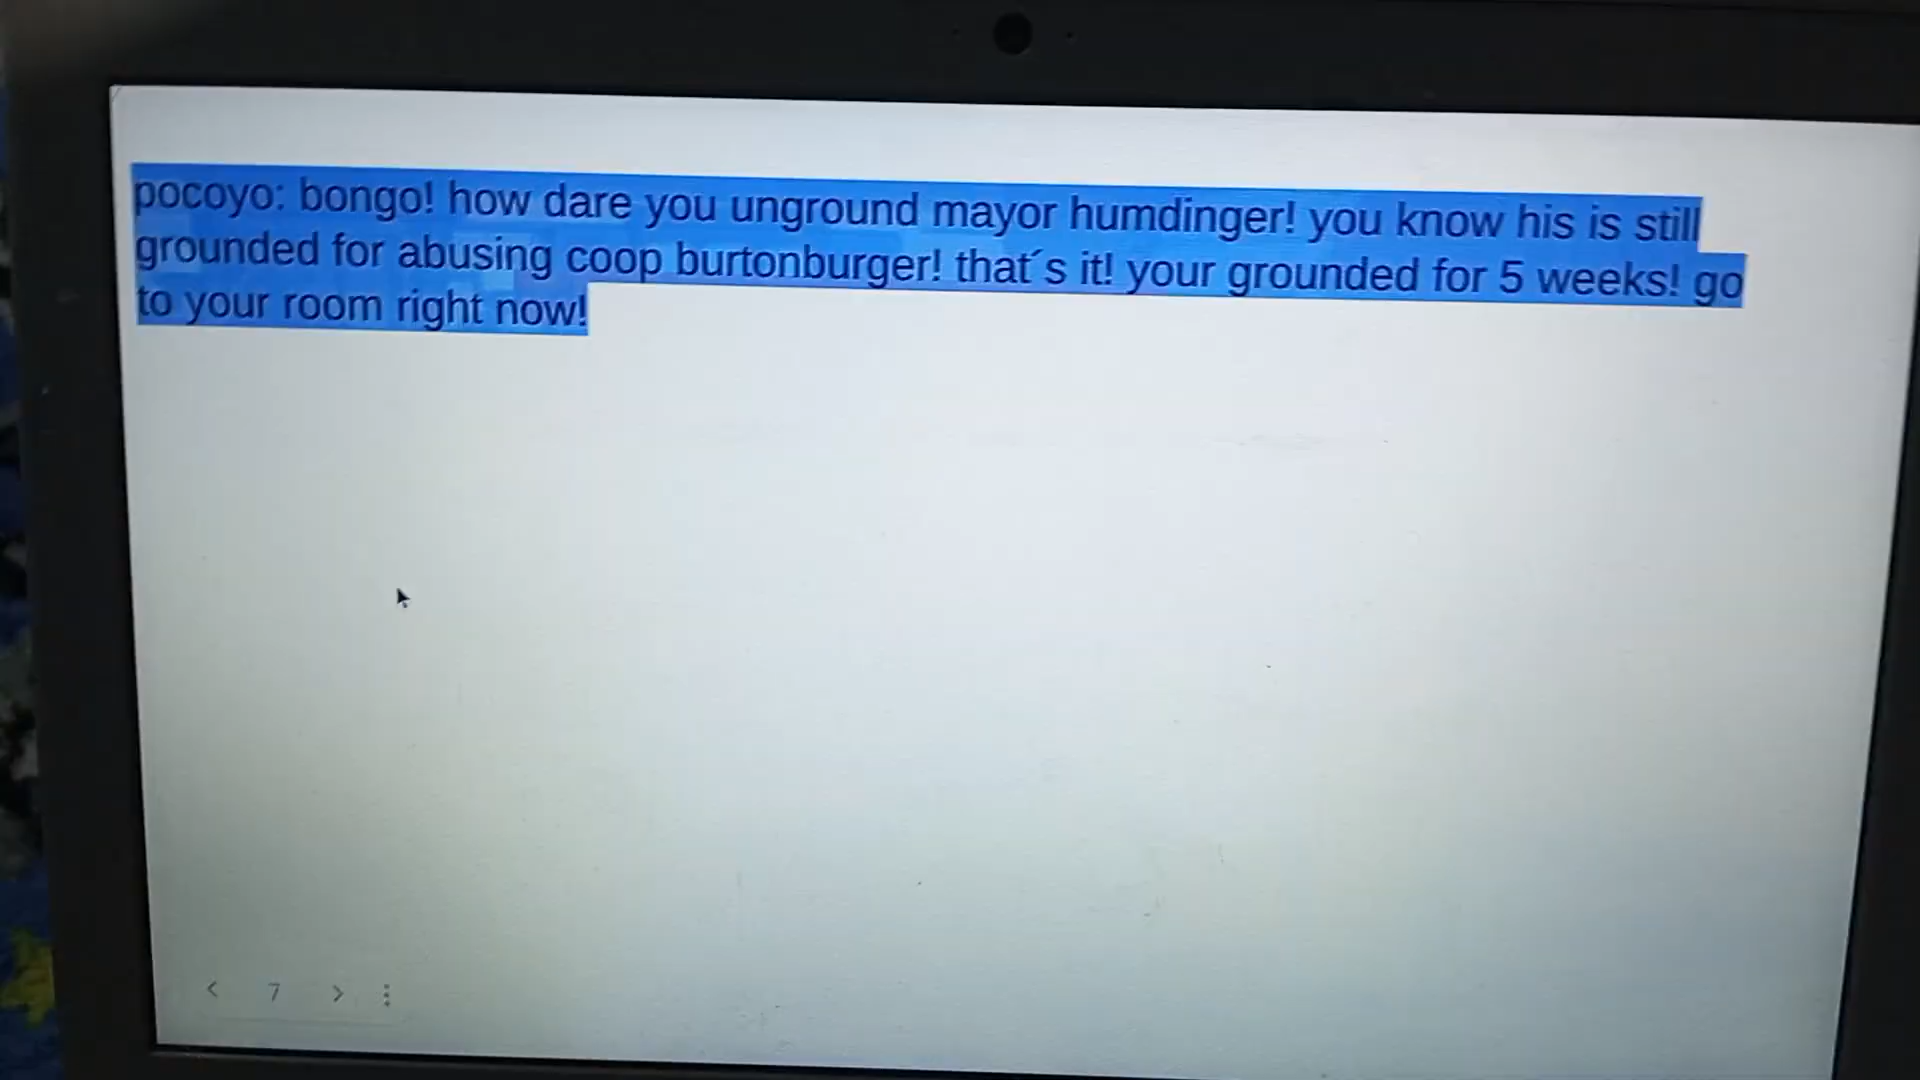 pocoyo: bongo! how dare you unground mayor humdinger! you know his is still
grounded for abusing coop burtonburger! that´s it! your grounded for 5 weeks! go
to your room right now!
7